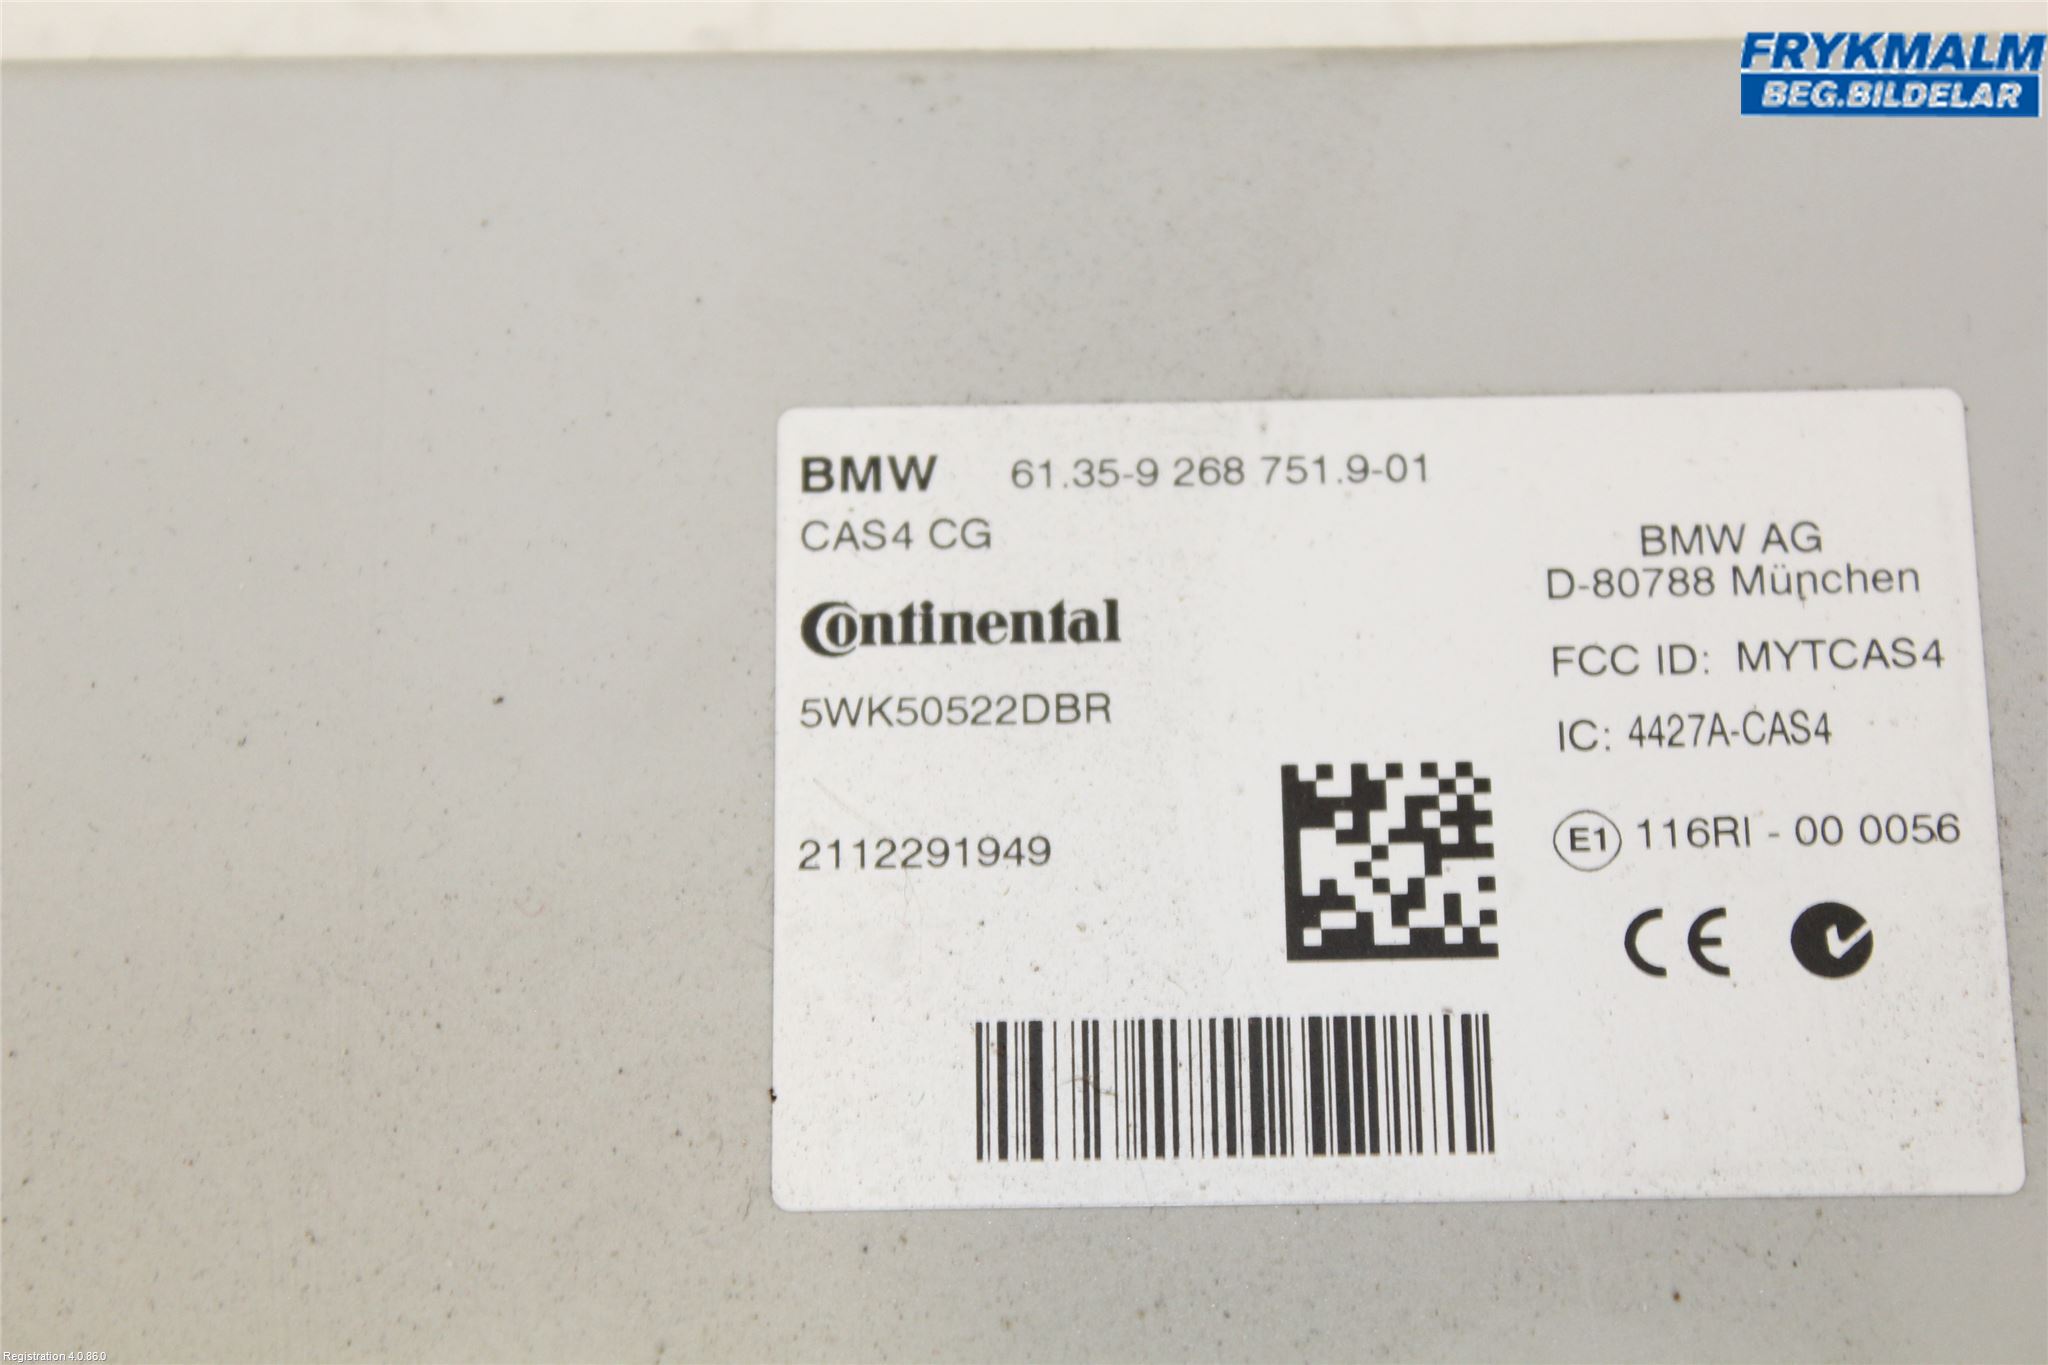 FRYKMALM
BEG.BILDELAR
BMW 61.35-9 268 751.9-01
CAS4 CG
BMW AG
D-80788 München
Continental
FCC ID: MYTCAS4
5WK50522DBR
IC: 4427A-CAS4
2112291949
E1 116RI - 00 0056
CE
Registration 4.0.86.0